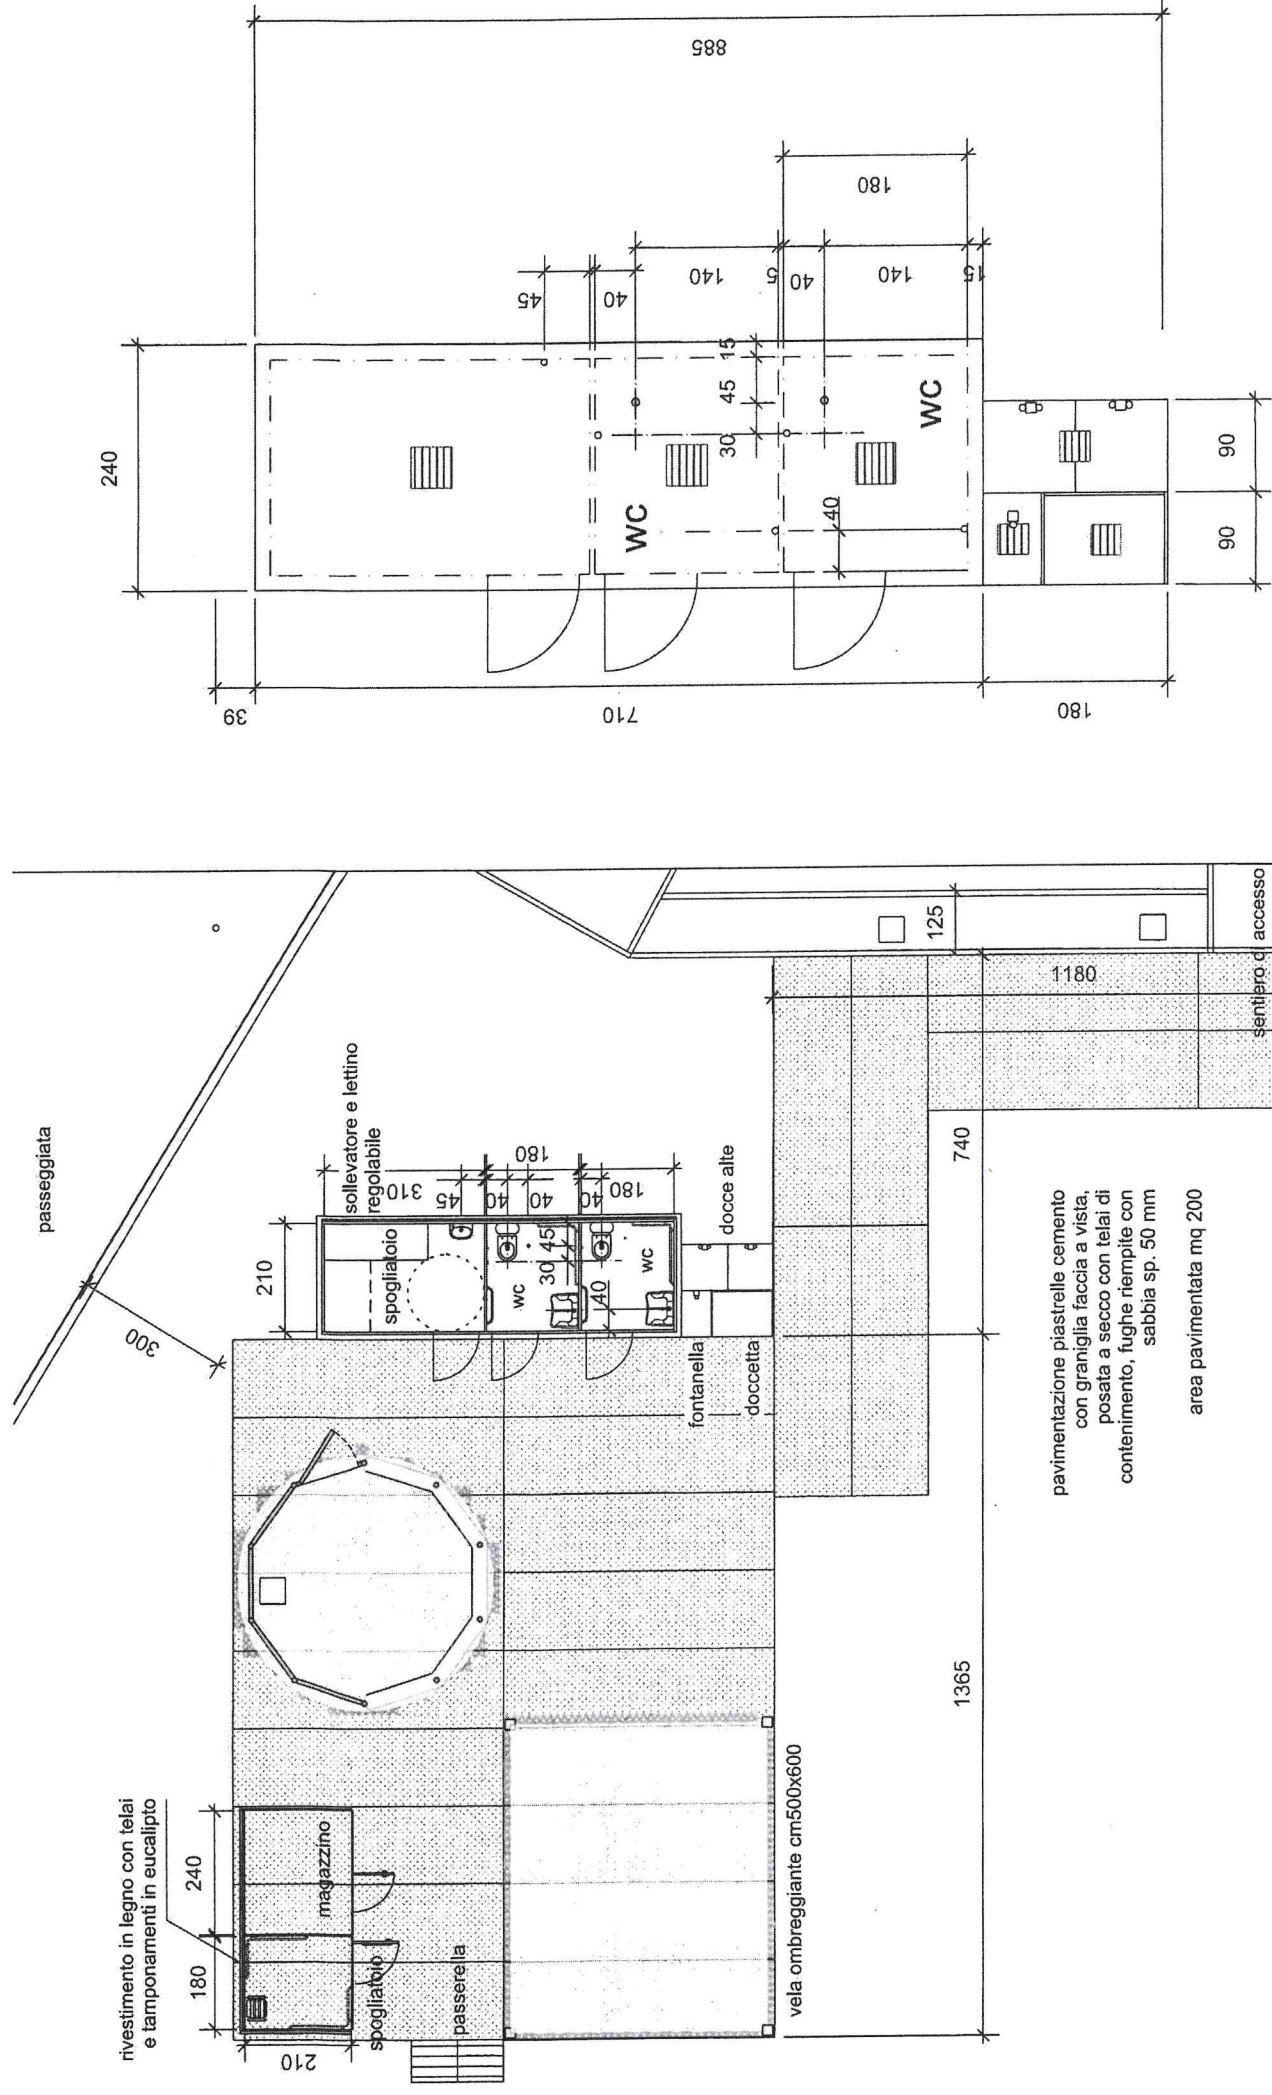 rivestimento in legno con telai
e tamponamenti in eucalipto
passeggiata
300
180
240
210
magazzino
spogliatoio
passerella
vela ombreggiante cm500x600
1365
740
210
sollevatore e lettino
regolabile
spogliatoio
wc
wc
310
45
40
180
40
40
180
30
45
40
docce alte
fontanella
doccetta
125
1180
sentiero di accesso
pavimentazione piastrelle cemento
con graniglia faccia a vista,
posata a secco con telai di
contenimento, fughe riempite con
sabbia sp. 50 mm
area pavimentata mq 200
39
710
180
240
885
45
40
140
5
40
140
15
180
15
45
30
40
WC
WC
90
90